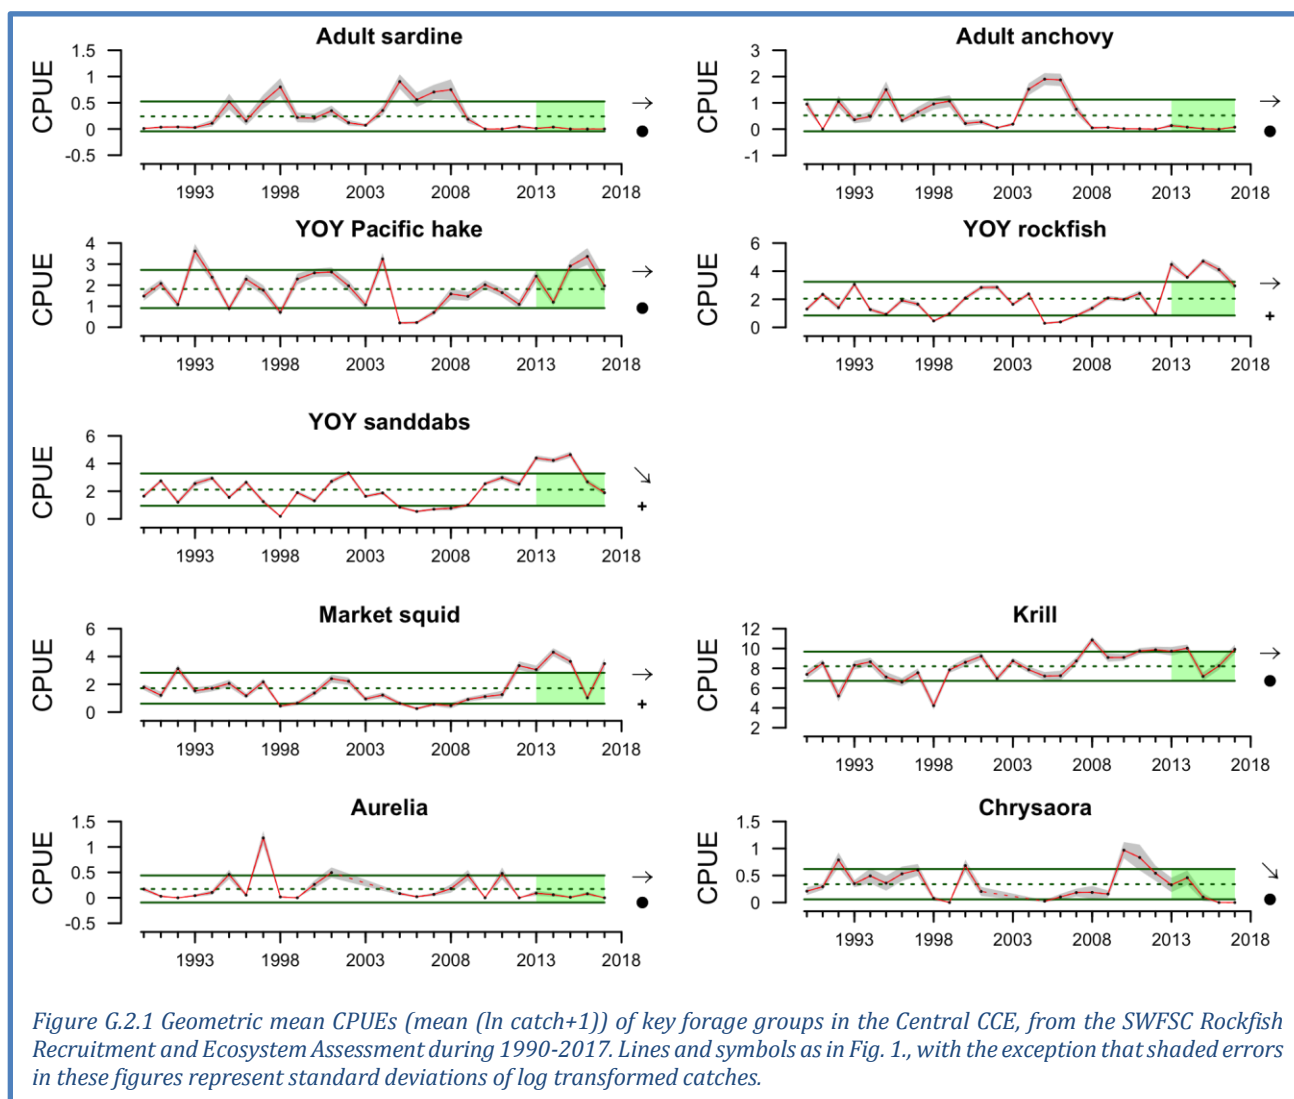 Adult sardine
CPUE
1.5
1
0.5
0
-0.5
1993 1998 2003 2008 2013 2018
→
●
Adult anchovy
CPUE
3
2
1
0
-1
1993 1998 2003 2008 2013 2018
→
●
YOY Pacific hake
CPUE
4
3
2
1
0
1993 1998 2003 2008 2013 2018
→
●
YOY rockfish
CPUE
6
4
2
0
1993 1998 2003 2008 2013 2018
→
+
YOY sanddabs
CPUE
6
4
2
0
1993 1998 2003 2008 2013 2018
↘
+
Market squid
CPUE
6
4
2
0
1993 1998 2003 2008 2013 2018
→
+
Krill
CPUE
12
10
8
6
4
2
1993 1998 2003 2008 2013 2018
→
●
Aurelia
CPUE
1.5
1
0.5
0
-0.5
1993 1998 2003 2008 2013 2018
→
●
Chrysaora
CPUE
1.5
1
0.5
0
1993 1998 2003 2008 2013 2018
↘
●
Figure G.2.1 Geometric mean CPUEs (mean (ln catch+1)) of key forage groups in the Central CCE, from the SWFSC Rockfish
Recruitment and Ecosystem Assessment during 1990-2017. Lines and symbols as in Fig. 1., with the exception that shaded errors
in these figures represent standard deviations of log transformed catches.